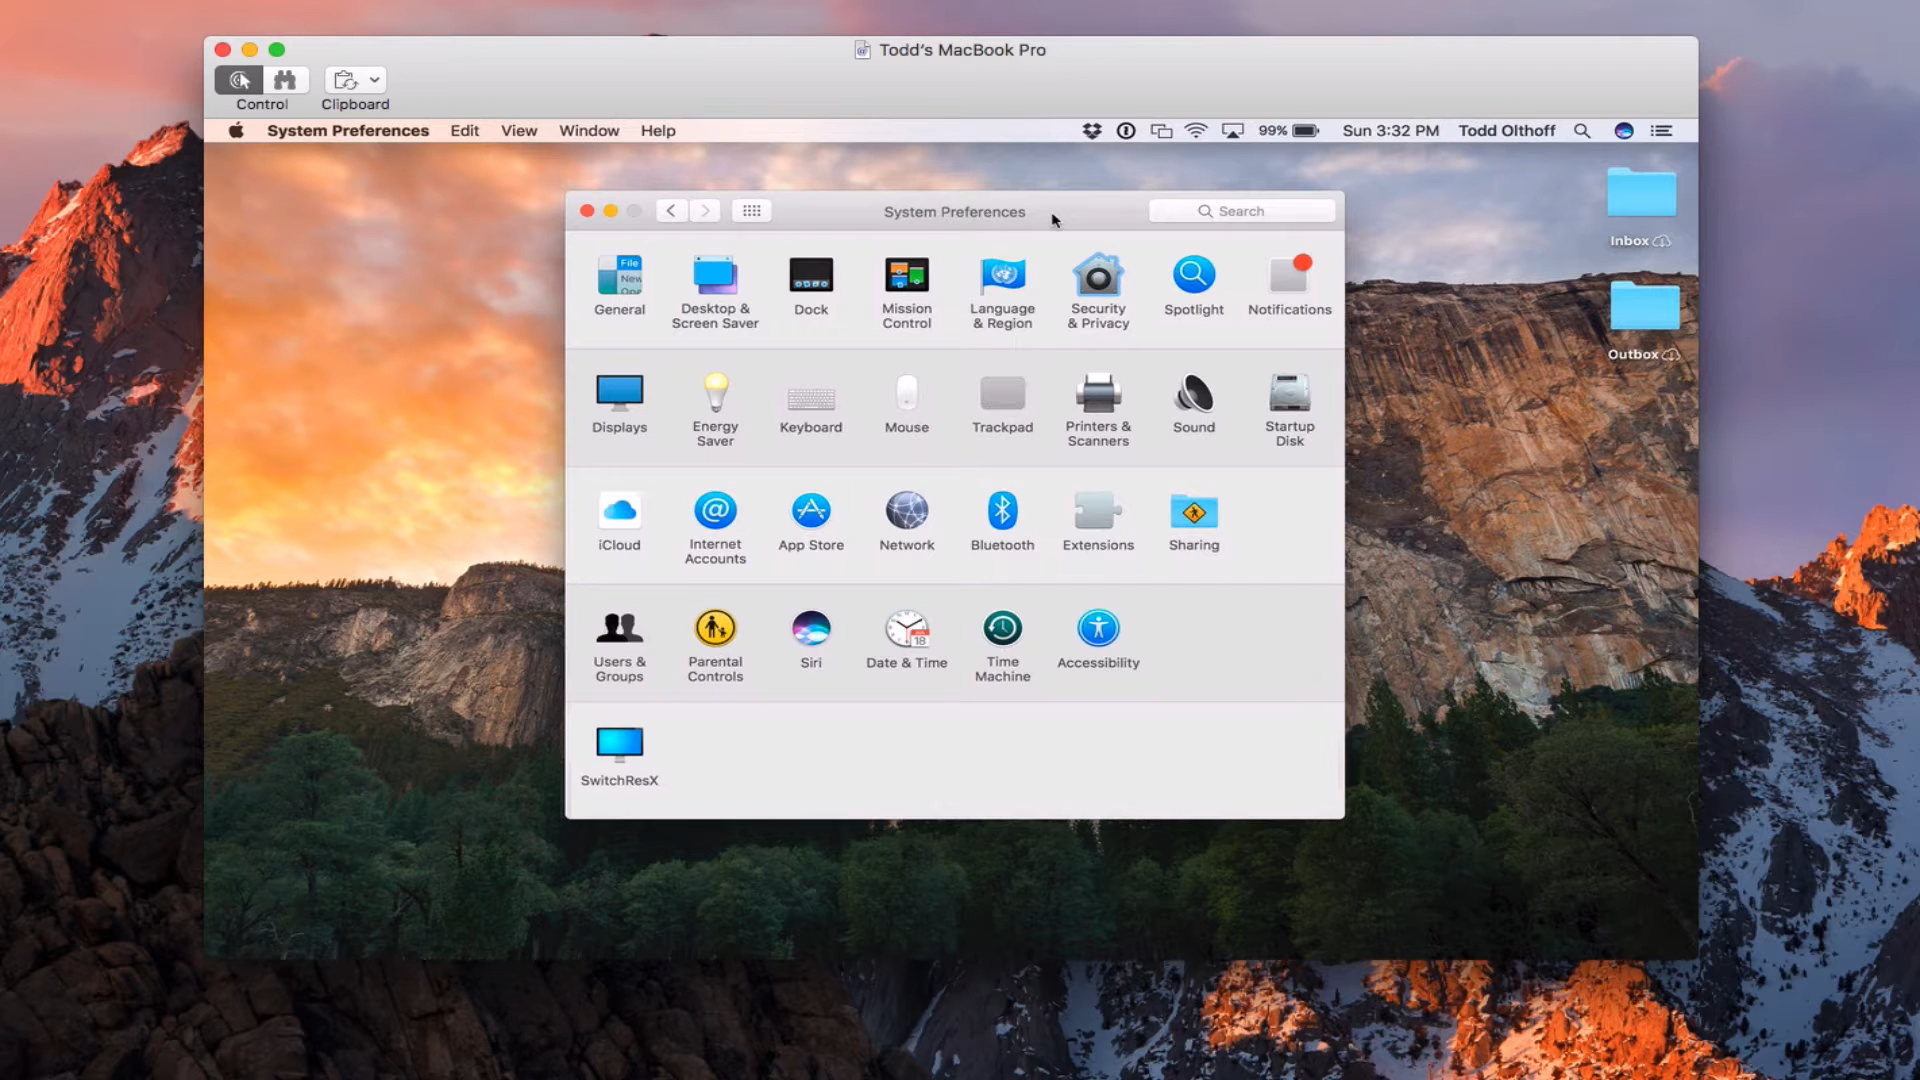 Todd's MacBook Pro
Control Clipboard
System Preferences Edit View Window Help 99% Sun 3:32 PM Todd Olthoff
System Preferences Search
Inbox
File
New
General
Desktop &
Screen Saver
Dock
Mission
Control
Language
& Region
Security
& Privacy
Spotlight
Notifications
Outbox
Displays
Energy
Saver
Keyboard
Mouse
Trackpad
Printers &
Scanners
Sound
Startup
Disk
iCloud
Internet
Accounts
App Store
Network
Bluetooth
Extensions
Sharing
18
Users &
Groups
Parental
Controls
Siri
Date & Time
Time
Machine
Accessibility
SwitchResX